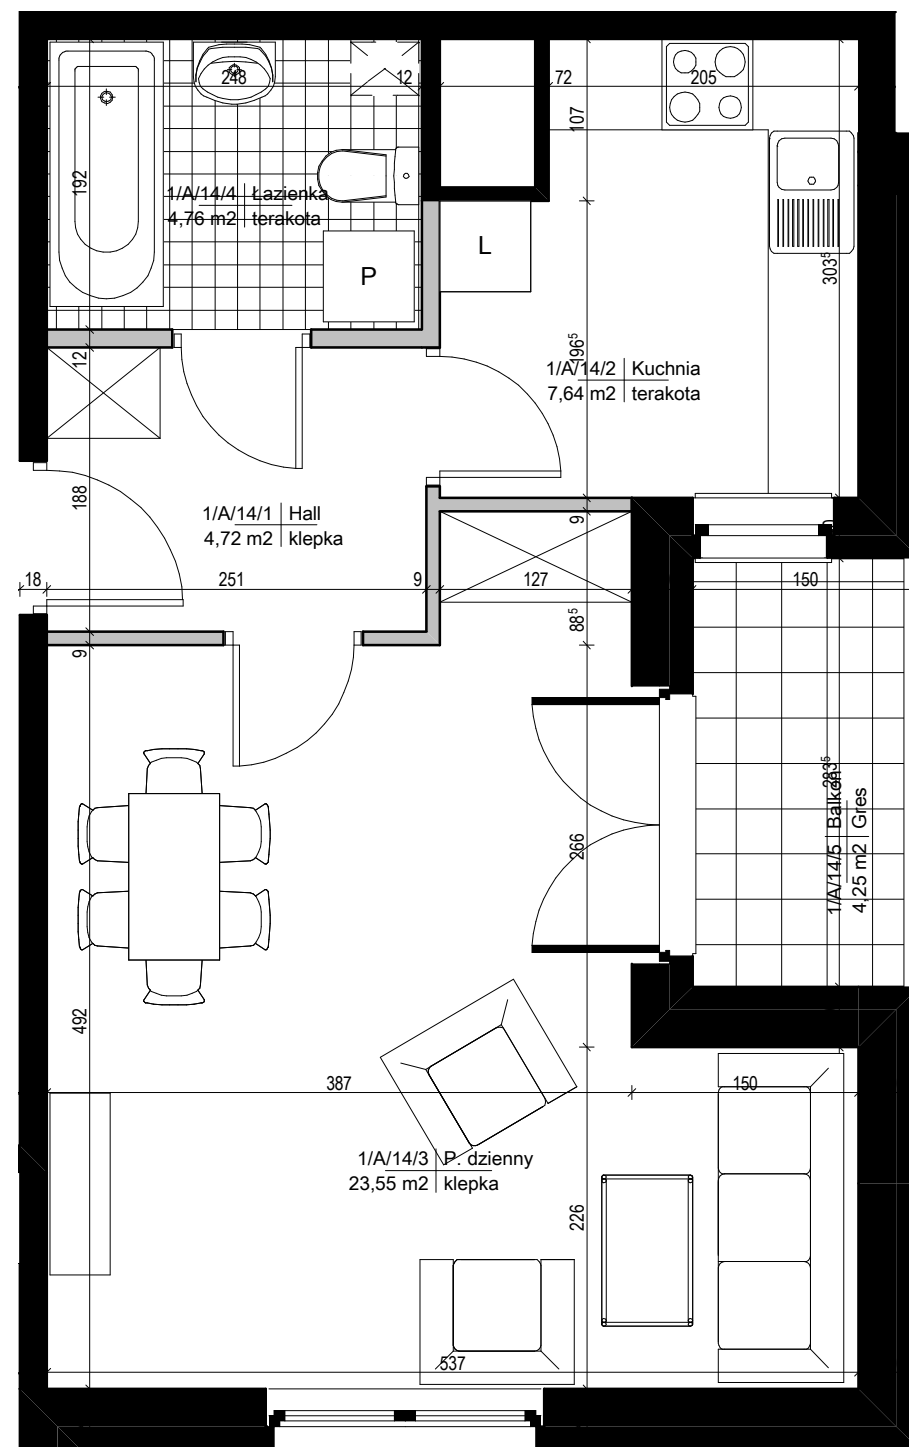 248
12
72
205
107
192
1/A/14/4 Łazienka
4,76 m2 terakota
L
P
303⁵
12
196⁵
1/A/14/2 Kuchnia
7,64 m2 terakota
188
1/A/14/1 Hall
4,72 m2 klepka
9
18
251
9
127
150
88⁵
9
283⁵
1/A/14/5 Balkon
4,25 m2 Gres
266
492
387
150
1/A/14/3 P. dzienny
23,55 m2 klepka
226
537